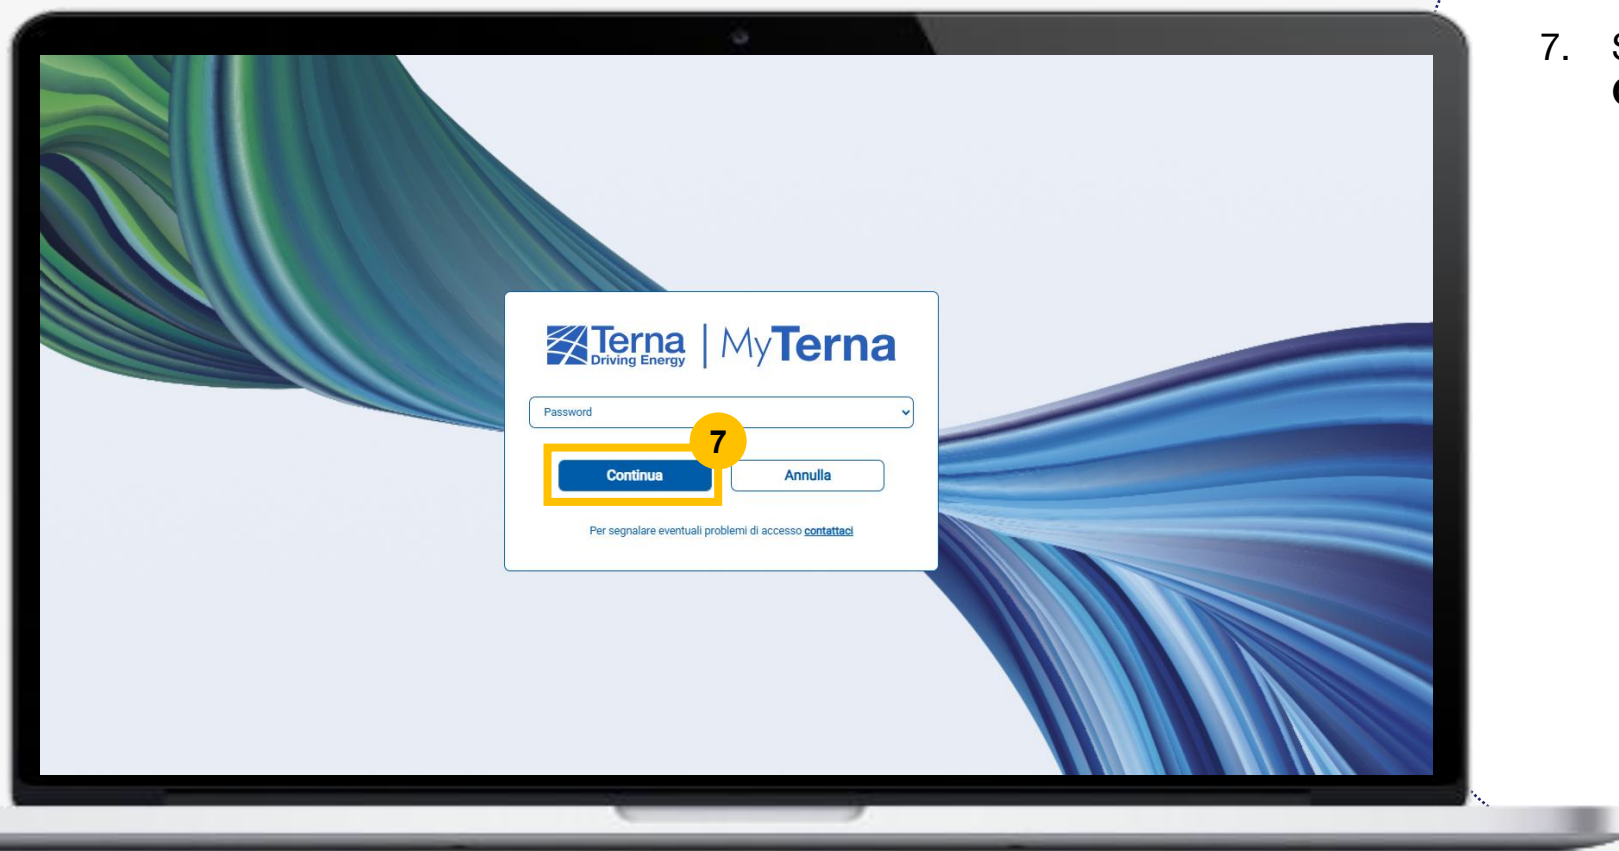 7.
Terna | MyTerna
Driving Energy
Password
7
Continua
Annulla
Per segnalare eventuali problemi di accesso contattaci